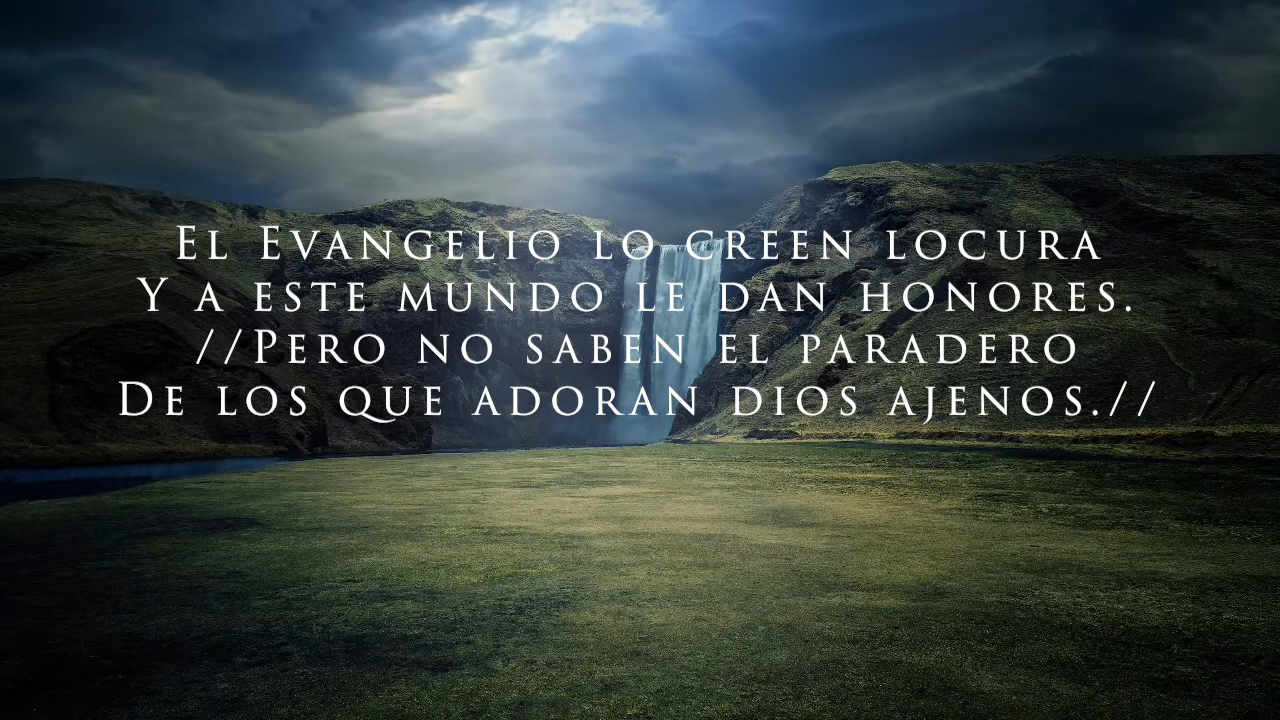 El Evangelio lo creen locura
Y a este mundo le dan honores.
//Pero no saben el paradero
De los que adoran dios ajenos.//